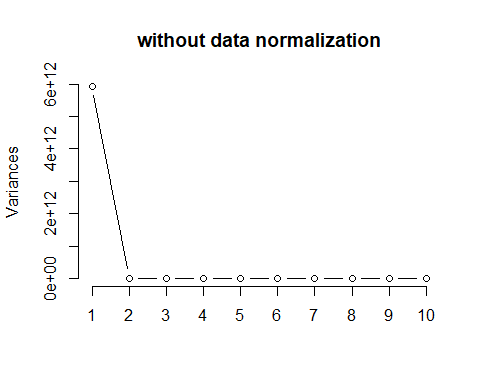 without data normalization
Variances
6e+12
4e+12
2e+12
0e+00
1 2 3 4 5 6 7 8 9 10